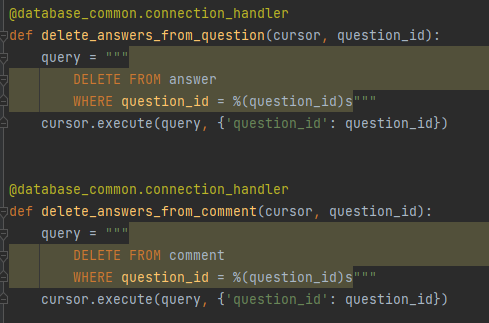 @database_common.connection_handler
def delete_answers_from_question(cursor, question_id):
    query = """
        DELETE FROM answer
        WHERE question_id = %(question_id)s"""
    cursor.execute(query, {'question_id': question_id})
@database_common.connection_handler
def delete_answers_from_comment(cursor, question_id):
    query = """
        DELETE FROM comment
        WHERE question_id = %(question_id)s"""
    cursor.execute(query, {'question_id': question_id})